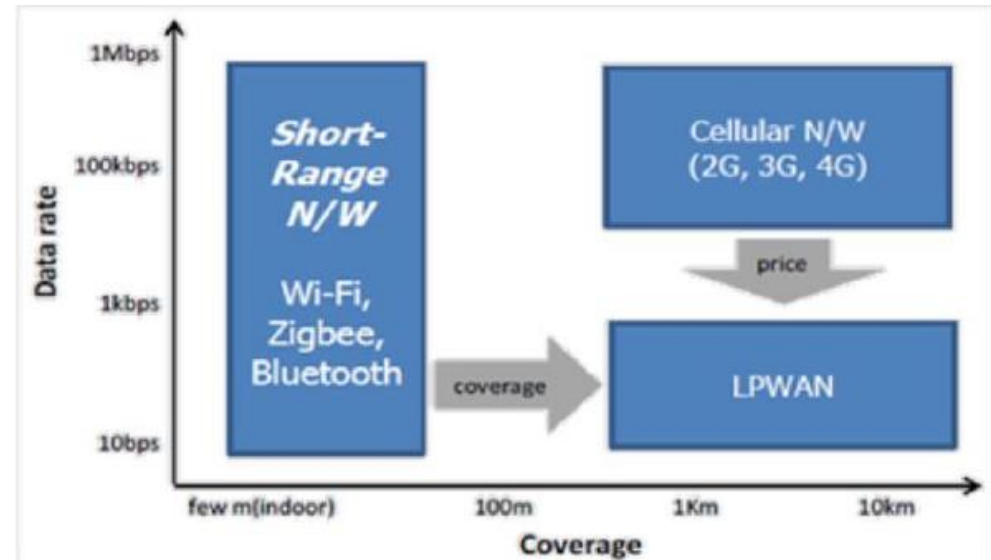 1Mbps
100kbps
1kbps
10bps
Data rate
Short-
Range
N/W
Wi-Fi,
Zigbee,
Bluetooth
coverage
Cellular N/W
(2G, 3G, 4G)
price
LPWAN
few m(indoor)
100m
1Km
10km
Coverage